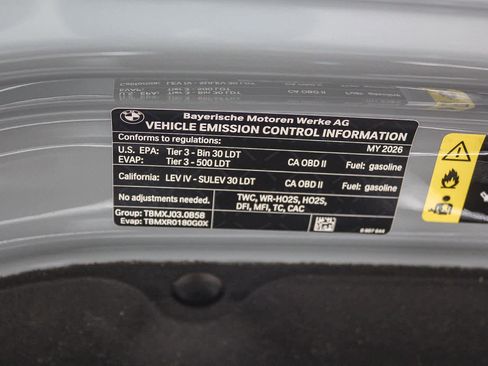 BMW
Bayerische Motoren Werke AG
VEHICLE EMISSION CONTROL INFORMATION
Conforms to regulations: MY 2026
U.S. EPA: Tier 3 - Bin 30 LDT
EVAP: Tier 3 - 500 LDT CA OBD II Fuel: gasoline
California: LEV IV - SULEV 30 LDT CA OBD II Fuel: gasoline
No adjustments needed.
TWC, WR-HO2S, HO2S,
DFI, MFI, TC, CAC
Group: TBMXJ03.0B58
Evap: TBMXR0180G0X